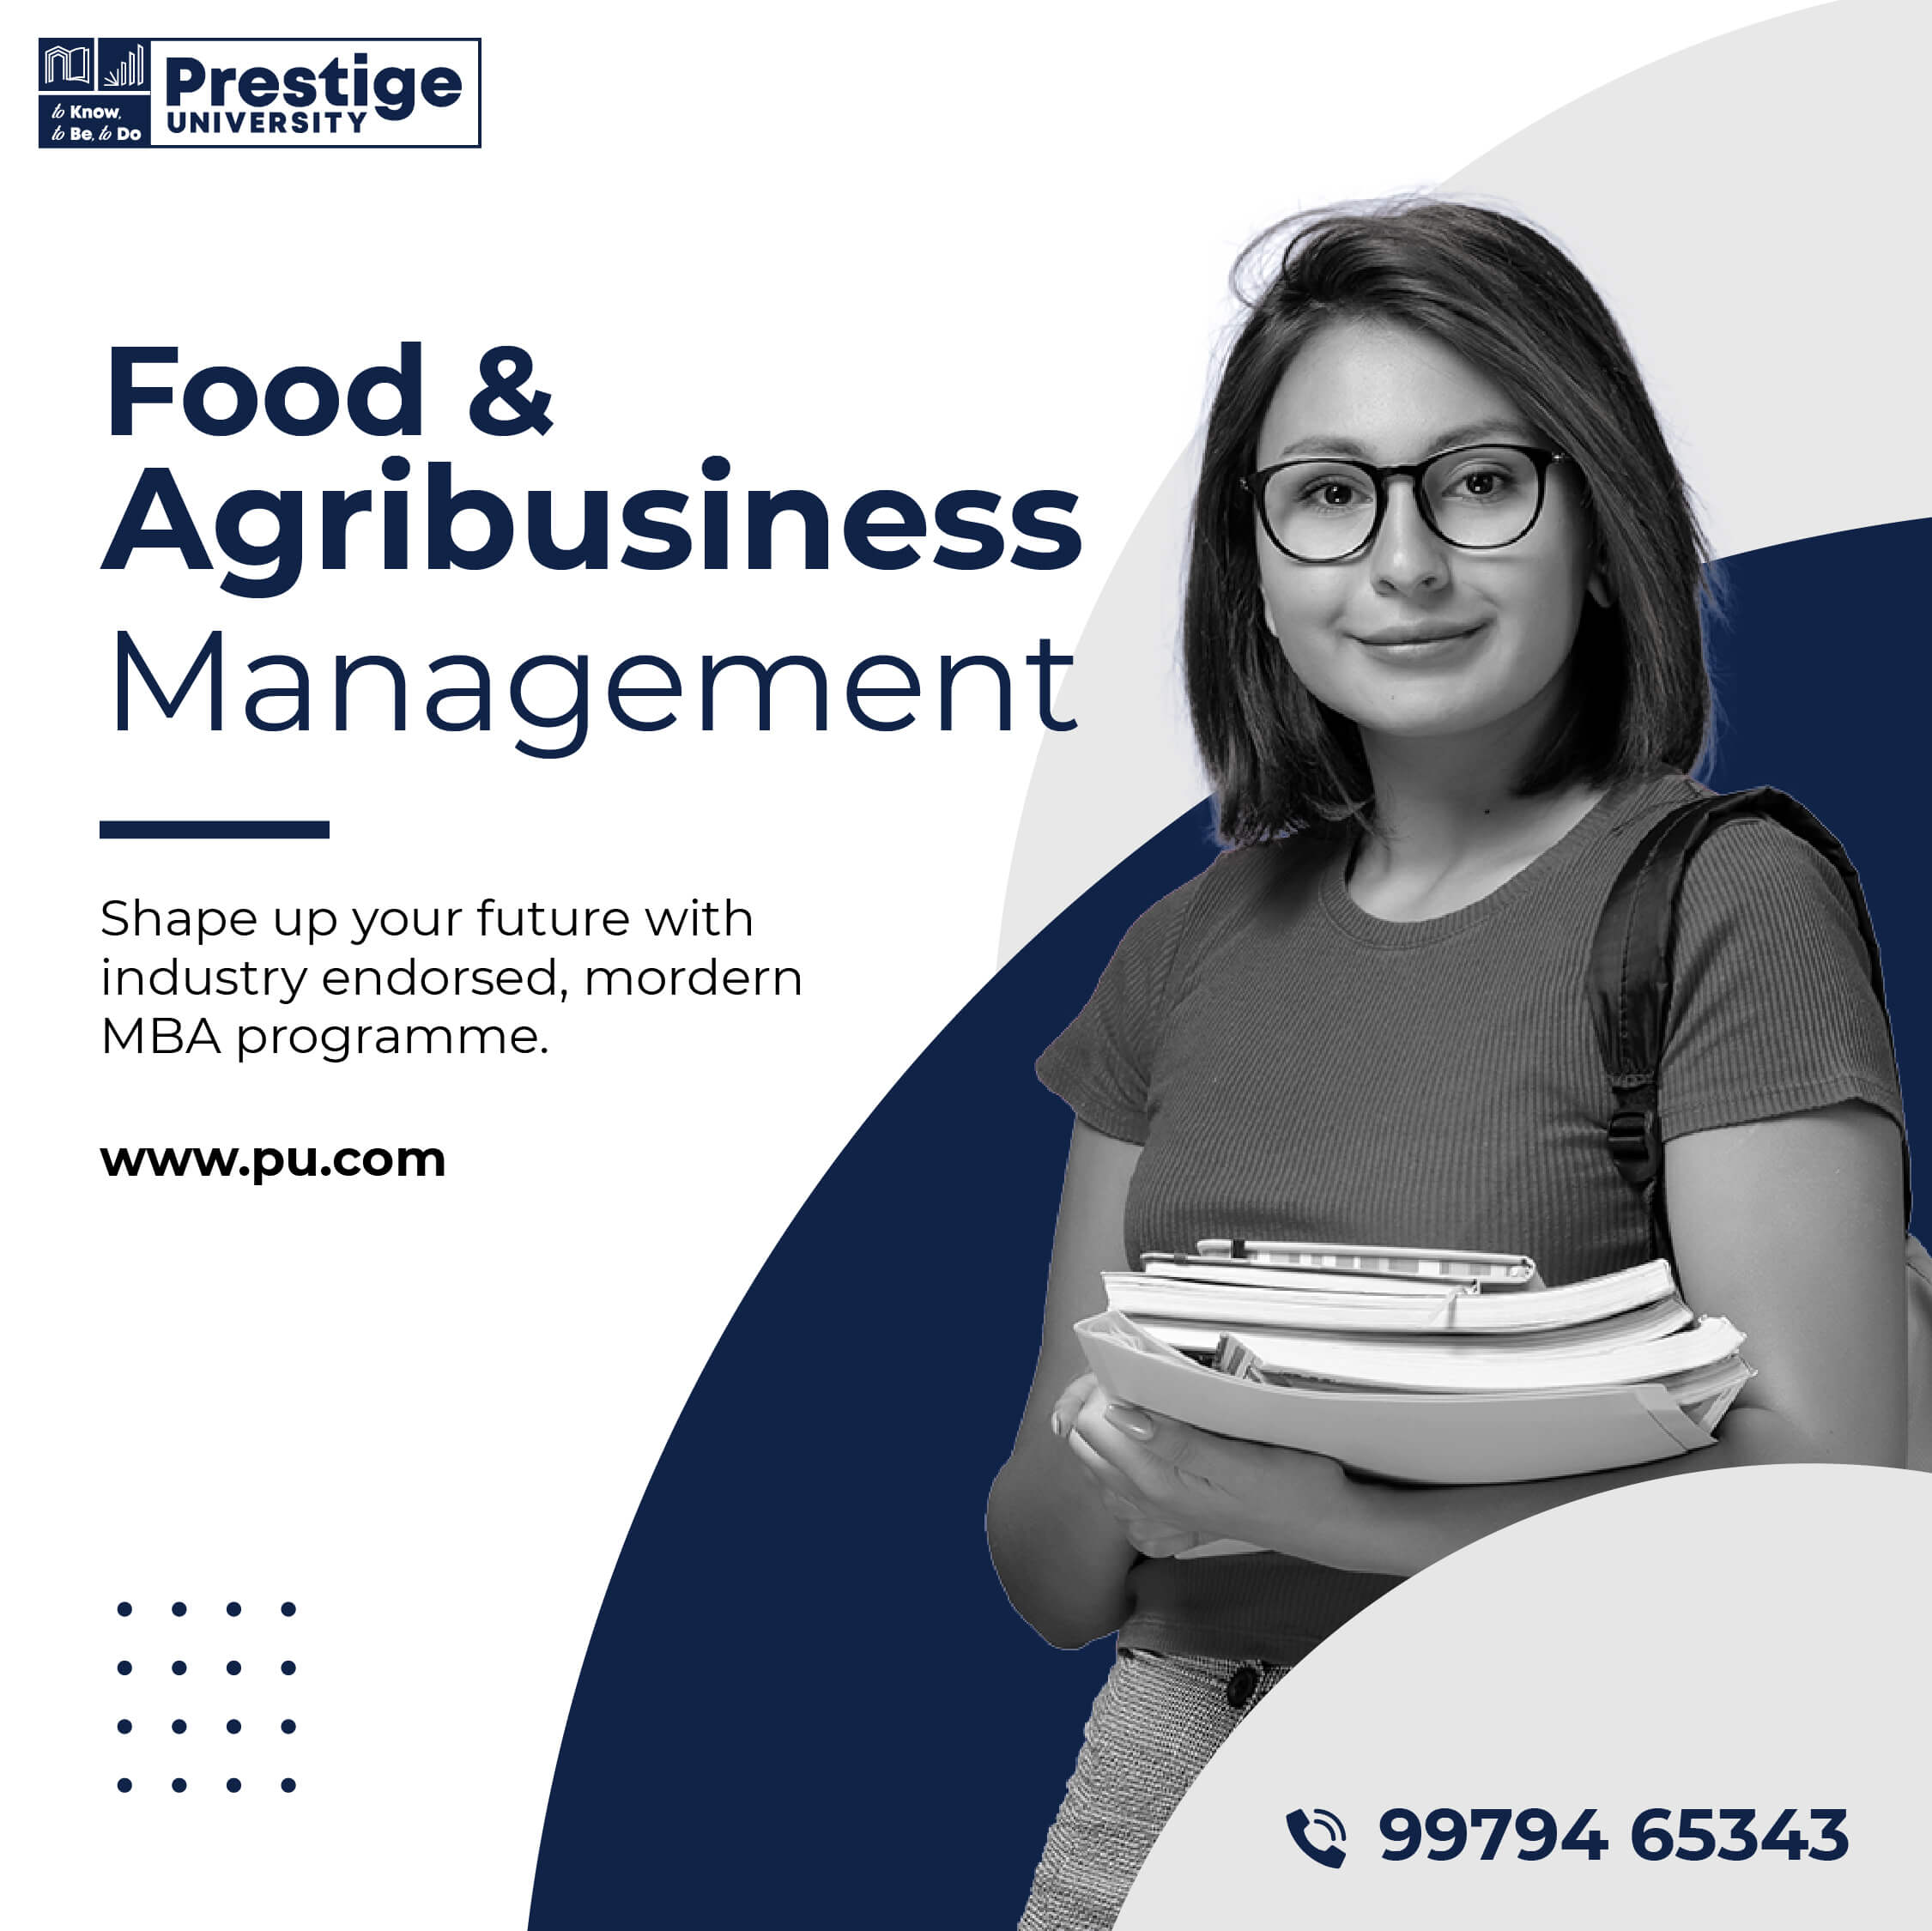 to Know,
to Be, to Do
Prestige
UNIVERSITY
Food &
Agribusiness
Management
Shape up your future with
industry endorsed, mordern
MBA programme.
www.pu.com
99794 65343